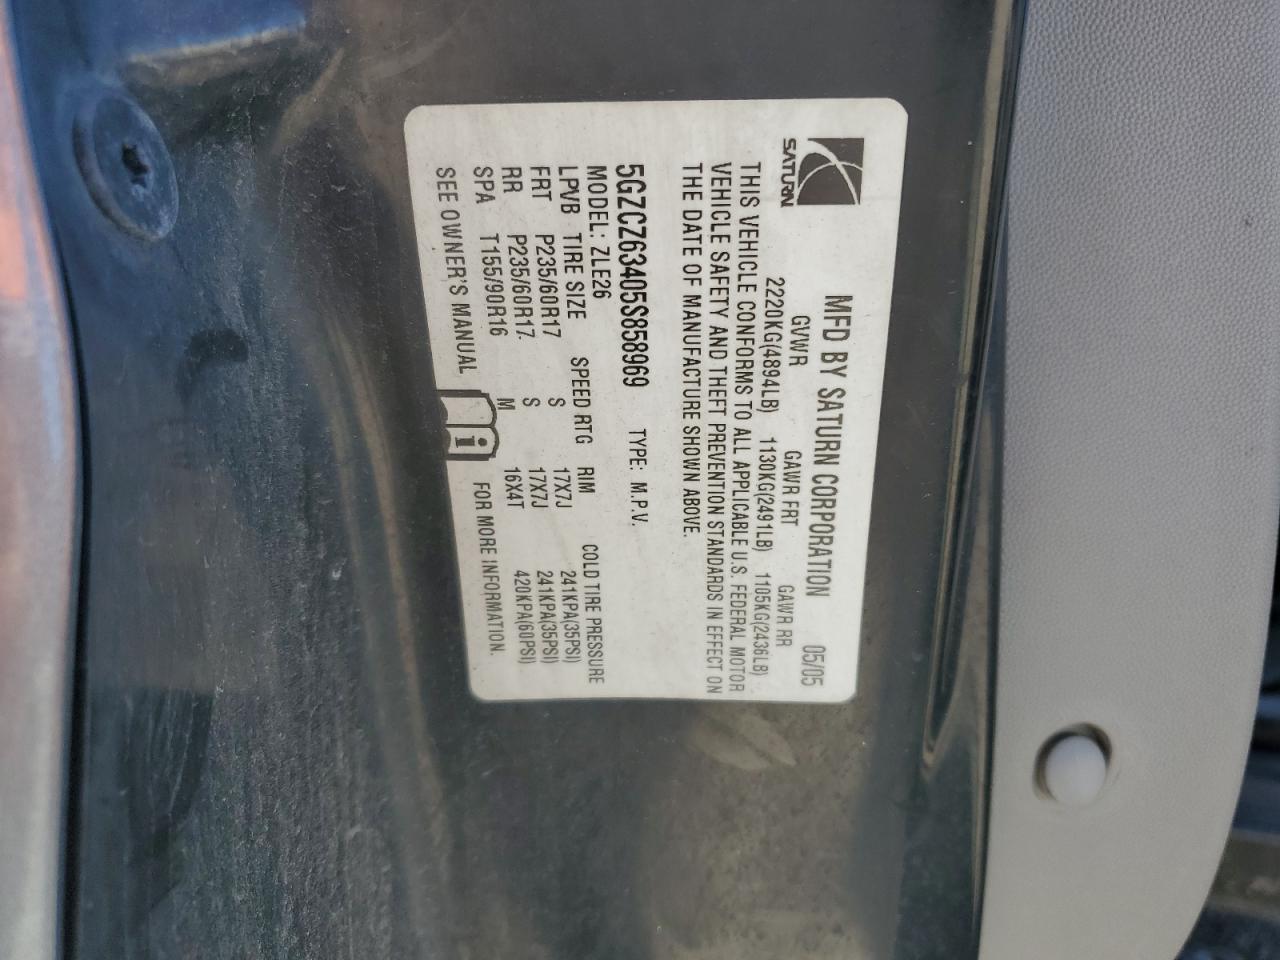 SATURN
MFD BY SATURN CORPORATION 05/05
GVWR GAWR FRT GAWR RR
2220KG(4894LB) 1130KG(2491LB) 1105KG(2436LB)
THIS VEHICLE CONFORMS TO ALL APPLICABLE U.S. FEDERAL MOTOR
VEHICLE SAFETY AND THEFT PREVENTION STANDARDS IN EFFECT ON
THE DATE OF MANUFACTURE SHOWN ABOVE.
5GZCZ63405S858969 TYPE: M.P.V.
MODEL: ZLE26
LPVB TIRE SIZE SPEED RTG RIM COLD TIRE PRESSURE
FRT P235/60R17 S 17X7J 241KPA(35PSI)
RR P235/60R17 S 17X7J 241KPA(35PSI)
SPA T155/90R16 M 16X4T 420KPA(60PSI)
SEE OWNER'S MANUAL i FOR MORE INFORMATION.